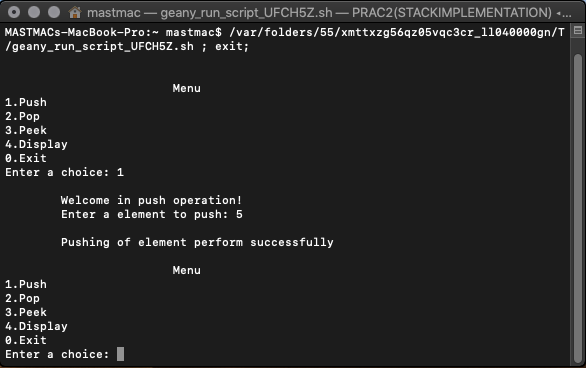 mastmac — geany_run_script_UFCH5Z.sh — PRAC2(STACKIMPLEMENTATION) ◂...
MASTMACs-MacBook-Pro:~ mastmac$ /var/folders/55/xmttxzg56qz05vqc3cr_ll040000gn/T
/geany_run_script_UFCH5Z.sh ; exit;
Menu
1.Push
2.Pop
3.Peek
4.Display
0.Exit
Enter a choice: 1
Welcome in push operation!
Enter a element to push: 5
Pushing of element perform successfully
Menu
1.Push
2.Pop
3.Peek
4.Display
0.Exit
Enter a choice: